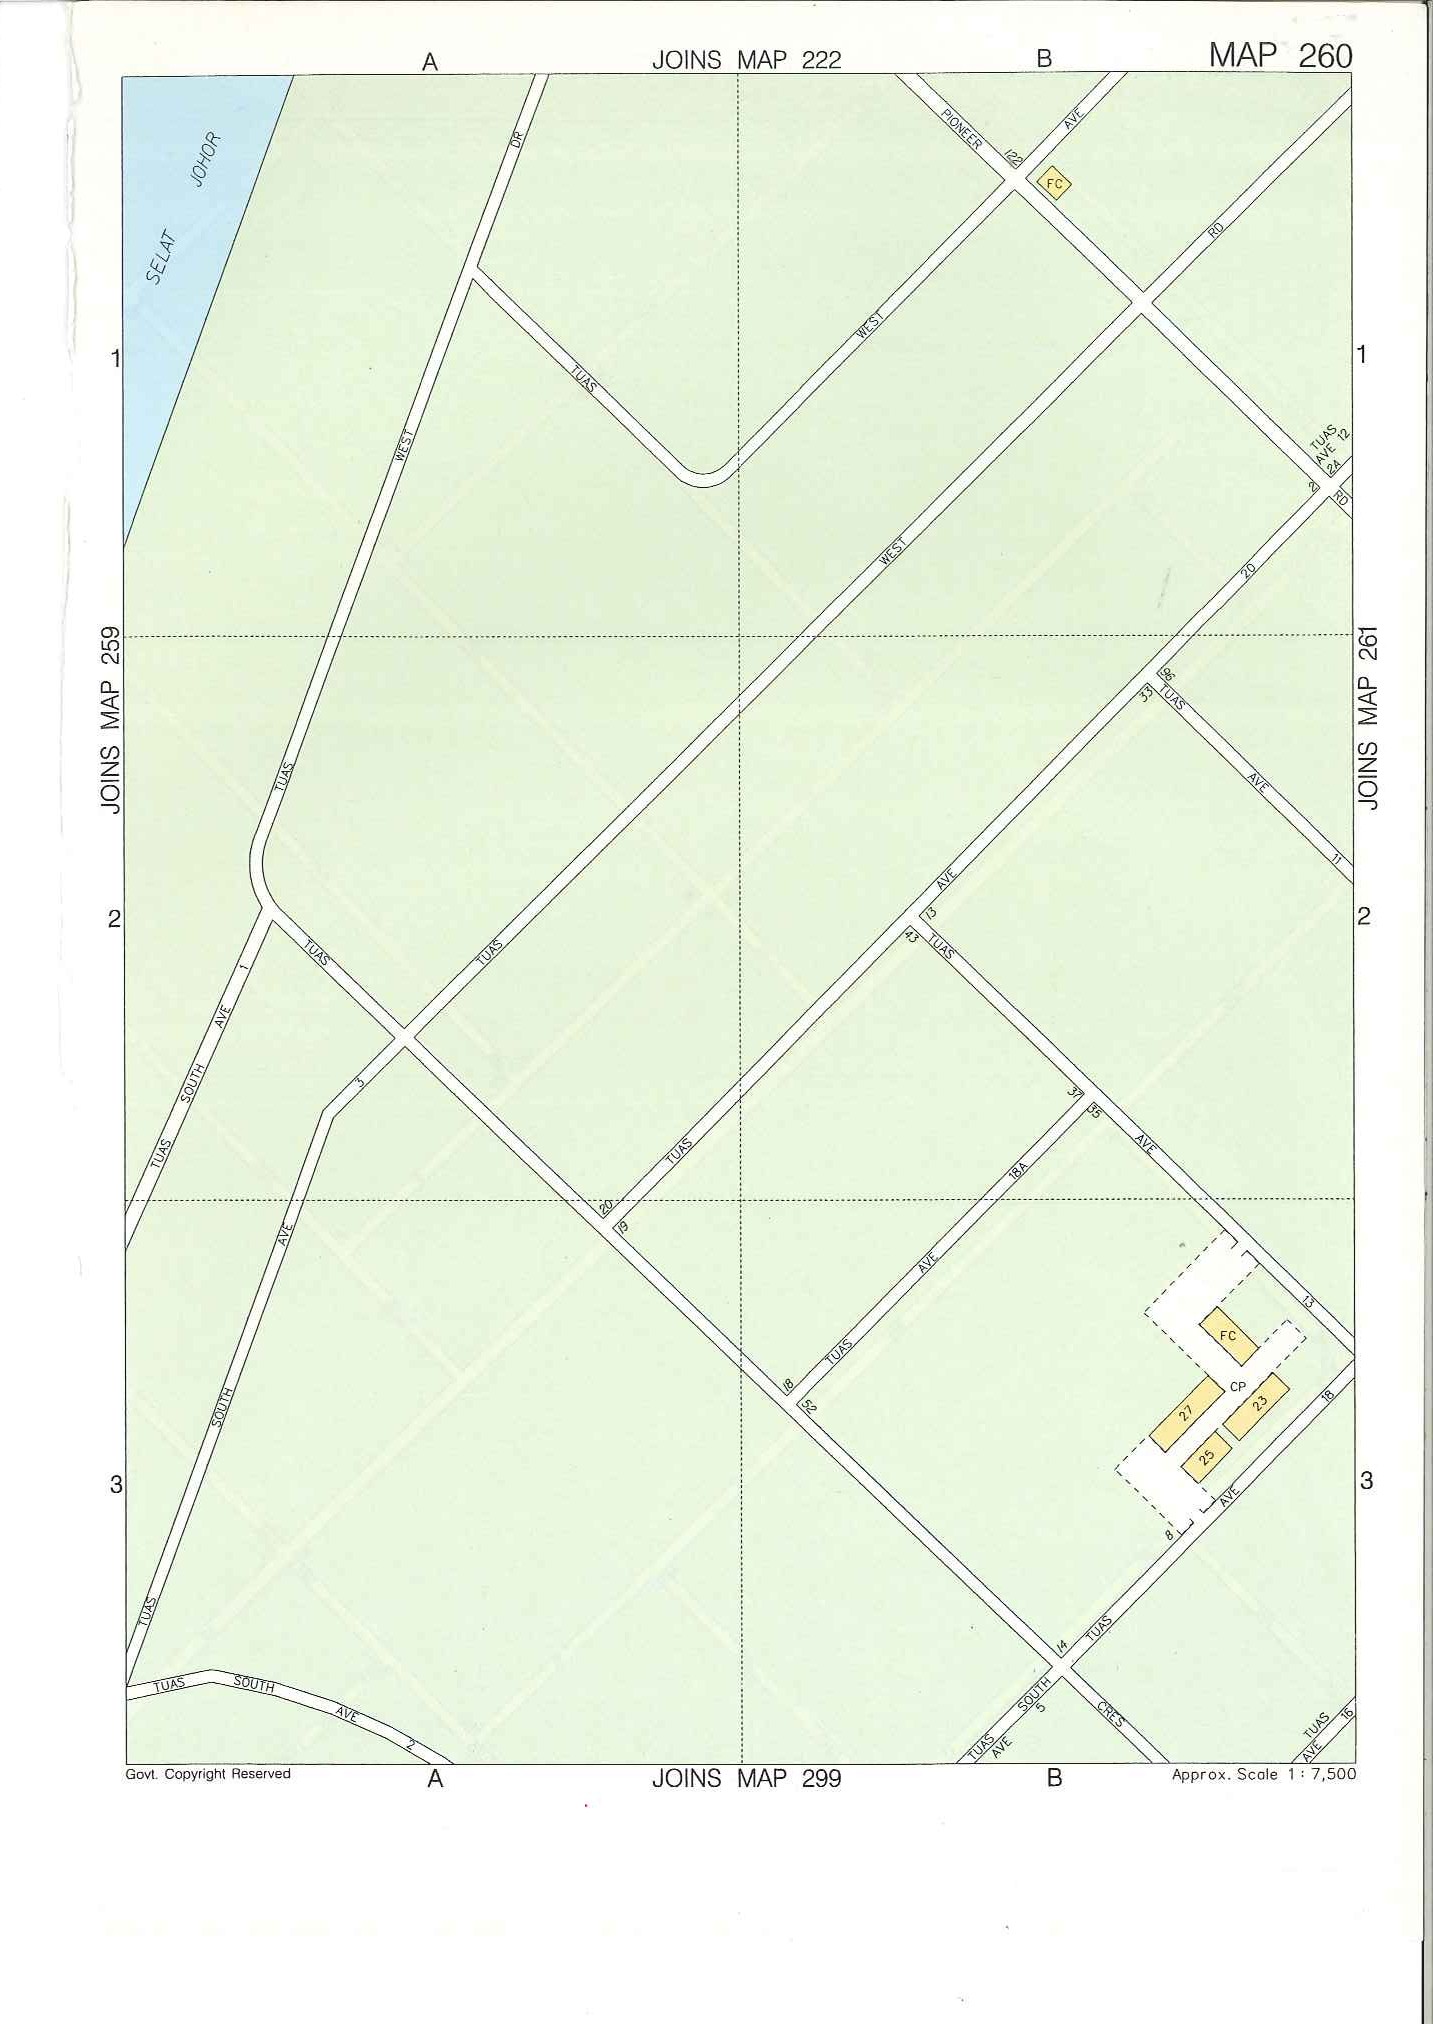 A
JOINS MAP 222
B
MAP 260
SELAT JOHOR
DR
PIONEER
AVE
122
FC
RD
WEST
TUAS
WEST
1
1
WEST
TUAS
AVE 12
2A
2
RD
WEST
20
JOINS MAP 259
JOINS MAP 261
96
33
TUAS
AVE
11
TUAS
AVE
13
43
TUAS
2
2
TUAS
TUAS
1
AVE
SOUTH
TUAS
3
37
35
AVE
TUAS
18A
20
19
AVE
AVE
13
TUAS
FC
CP
27
23
25
18
18
52
SOUTH
3
3
AVE
8
TUAS
14
TUAS
TUAS
SOUTH
AVE
2
SOUTH
5
TUAS
AVE
CRES
TUAS
AVE
16
Govt. Copyright Reserved
A
JOINS MAP 299
B
Approx. Scale 1 : 7,500